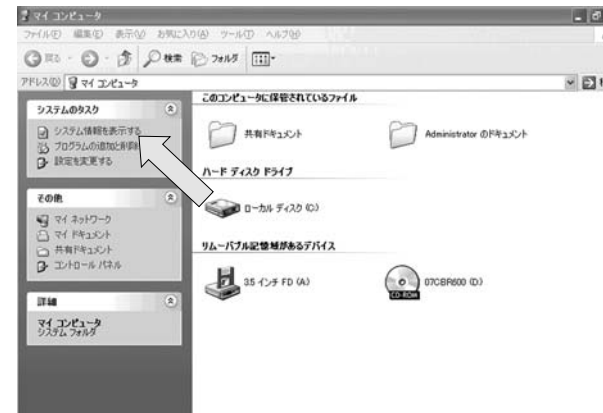 マイ コンピュータ
ファイル(F) 編集(E) 表示(V) お気に入り(A) ツール(T) ヘルプ(H)
戻る 検索 フォルダ
アドレス(D) マイ コンピュータ
システムのタスク
システム情報を表示する
プログラムの追加と削除
設定を変更する
その他
マイ ネットワーク
マイ ドキュメント
共有ドキュメント
コントロール パネル
詳細
マイ コンピュータ
システム フォルダ
このコンピュータに保管されているファイル
共有ドキュメント
Administrator のドキュメント
ハード ディスク ドライブ
ローカル ディスク (C)
リムーバブル記憶域があるデバイス
3.5 インチ FD (A)
CD-ROM
07CBR600 (D)